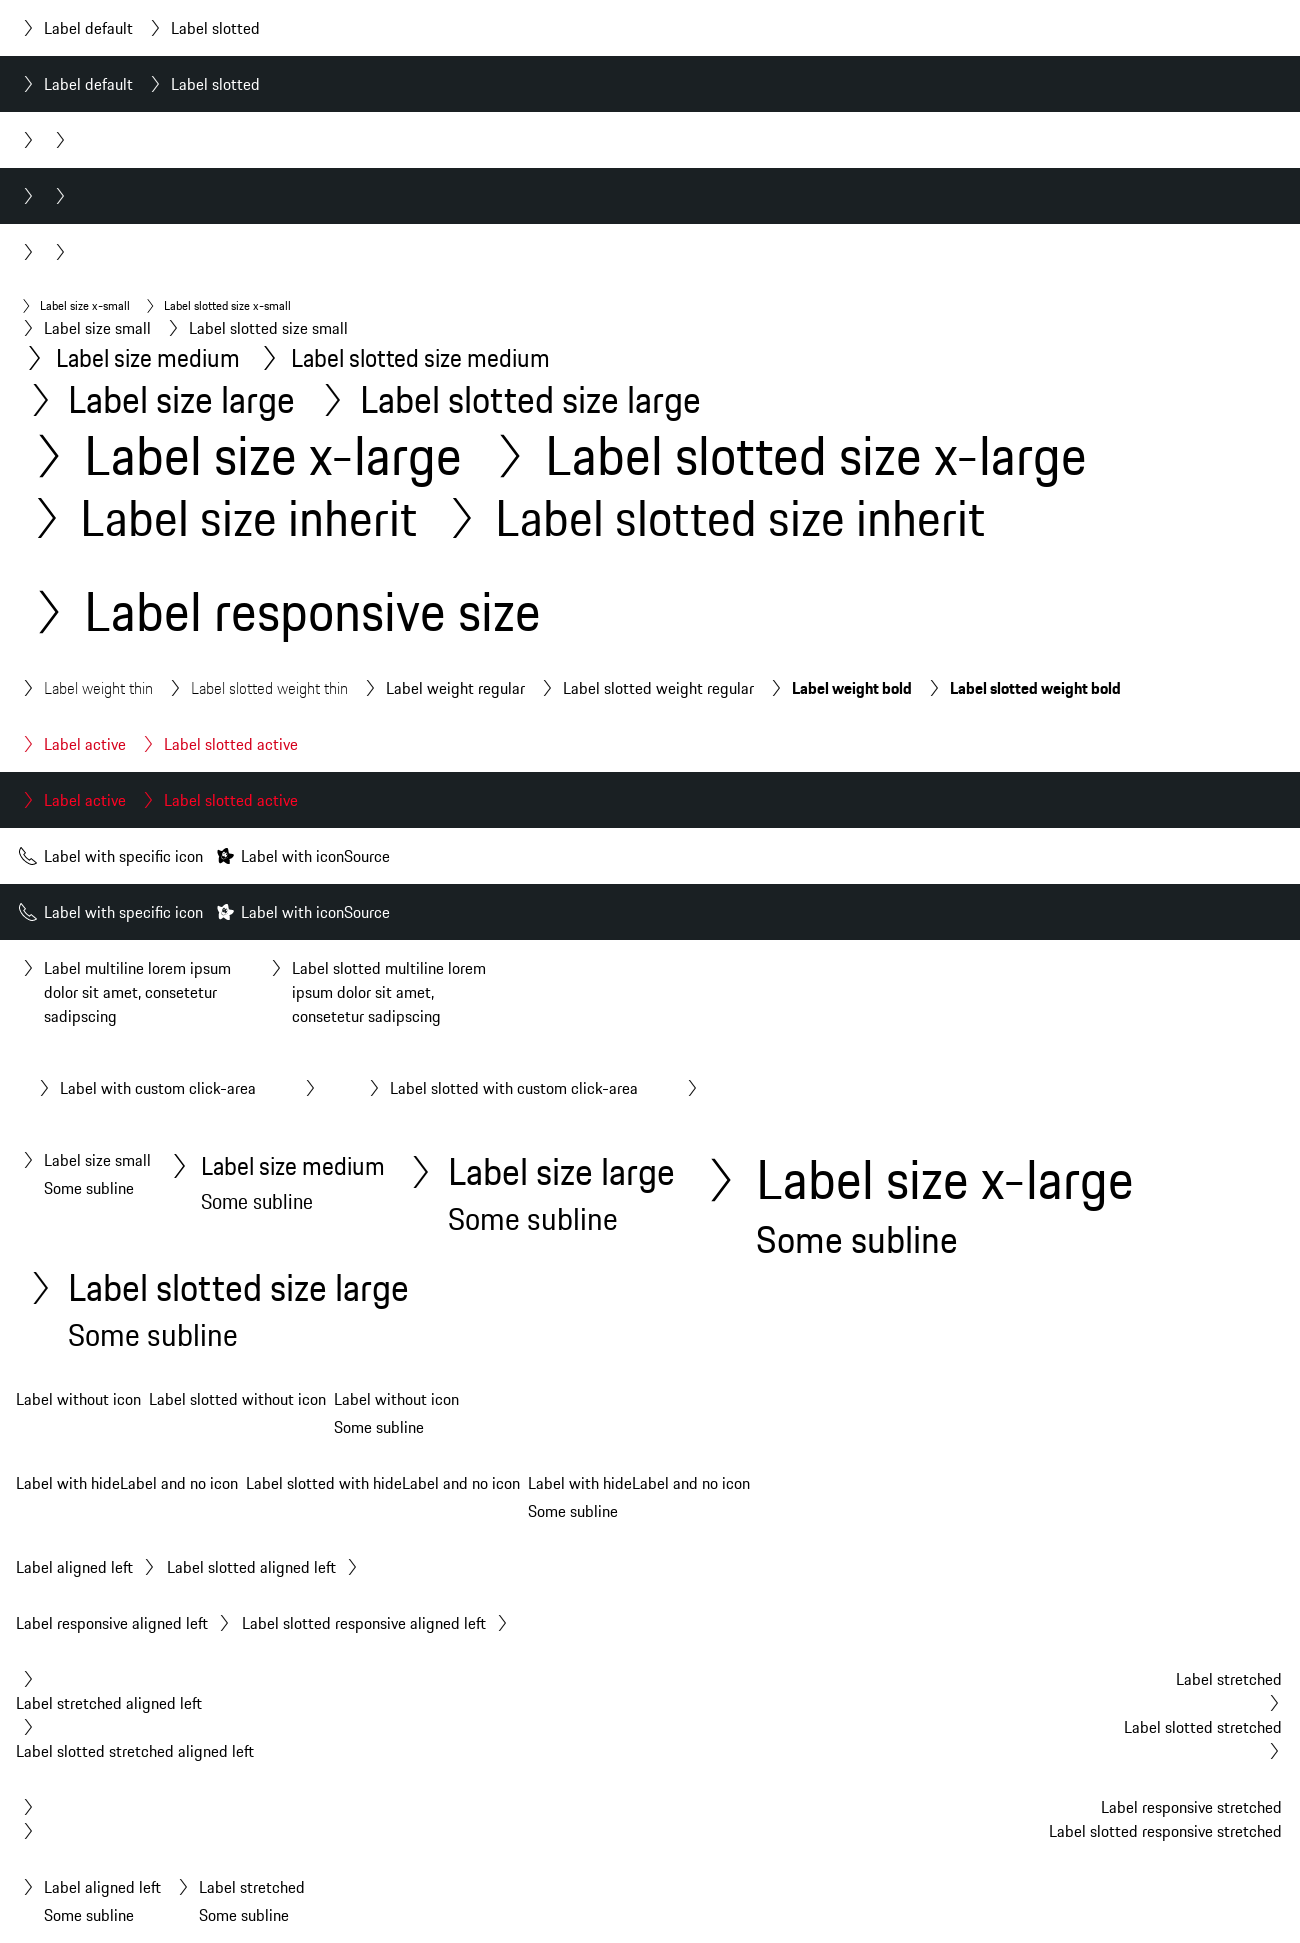 Label default Label slotted
Label default Label slotted
Label size x-small Label slotted size x-small
Label size small Label slotted size small
Label size medium Label slotted size medium
Label size large Label slotted size large
Label size x-large Label slotted size x-large
Label size inherit Label slotted size inherit
Label responsive size
Label weight thin Label slotted weight thin Label weight regular Label slotted weight regular Label weight bold Label slotted weight bold
Label active Label slotted active
Label active Label slotted active
Label with specific icon Label with iconSource
Label with specific icon Label with iconSource
Label multiline lorem ipsum
dolor sit amet, consetetur
sadipscing
Label slotted multiline lorem
ipsum dolor sit amet,
consetetur sadipscing
Label with custom click-area Label slotted with custom click-area
Label size small
Some subline
Label size medium
Some subline
Label size large
Some subline
Label size x-large
Some subline
Label slotted size large
Some subline
Label without icon Label slotted without icon Label without icon
Some subline
Label with hideLabel and no icon Label slotted with hideLabel and no icon Label with hideLabel and no icon
Some subline
Label aligned left Label slotted aligned left
Label responsive aligned left Label slotted responsive aligned left
Label stretched
Label stretched aligned left
Label slotted stretched
Label slotted stretched aligned left
Label responsive stretched
Label slotted responsive stretched
Label aligned left Label stretched
Some subline Some subline